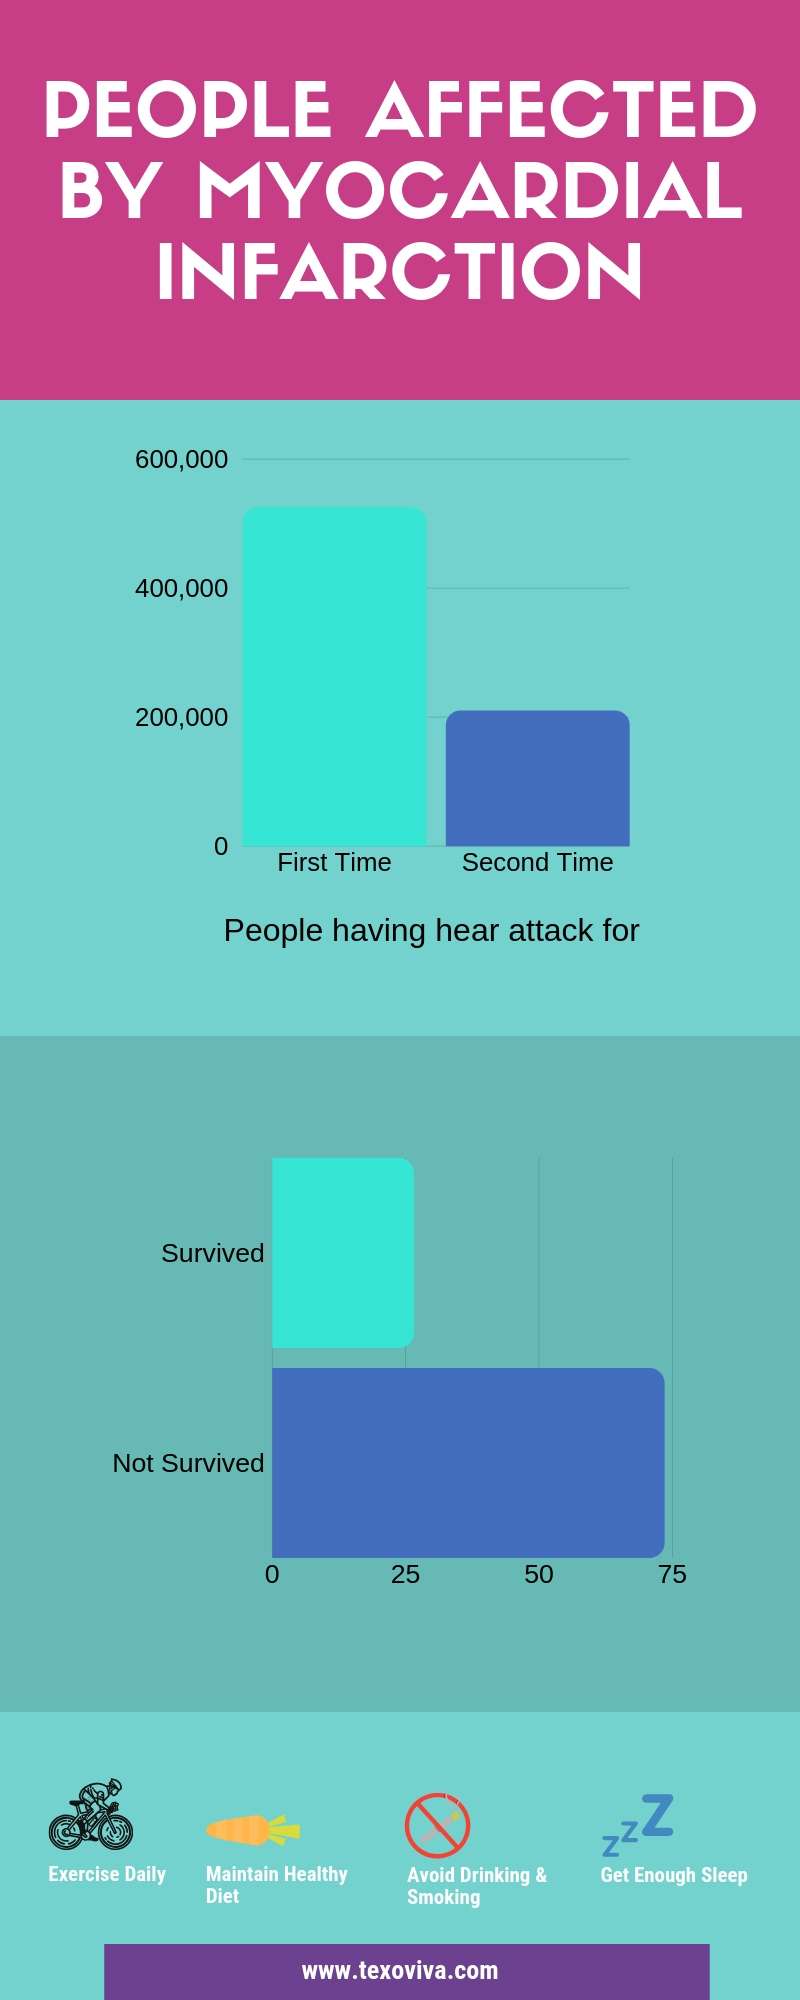 PEOPLE AFFECTED
BY MYOCARDIAL
INFARCTION
600,000
400,000
200,000
0
First Time
Second Time
People having hear attack for
Survived
Not Survived
0
25
50
75
Exercise Daily
Maintain Healthy
Diet
Avoid Drinking &
Smoking
zzZ
Get Enough Sleep
www.texoviva.com